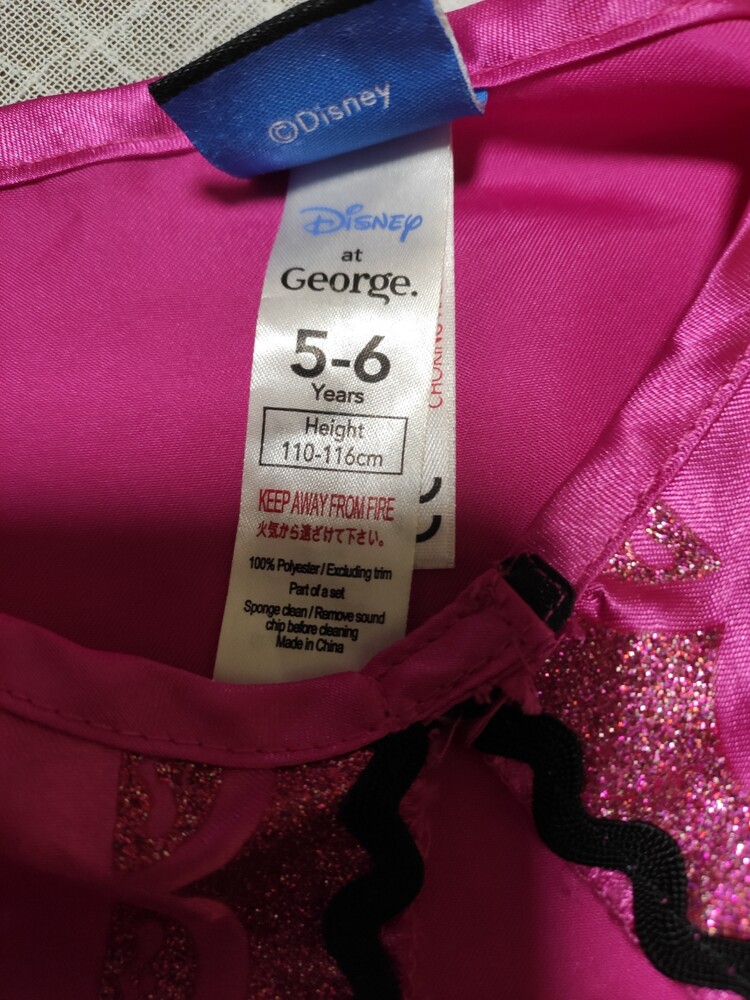 ©Disney
Disney
at
George.
5-6
Years
Height
110-116cm
KEEP AWAY FROM FIRE
火気から遠ざけて下さい。
100% Polyester / Excluding trim
Part of a set
Sponge clean / Remove sound
chip before cleaning
Made in China